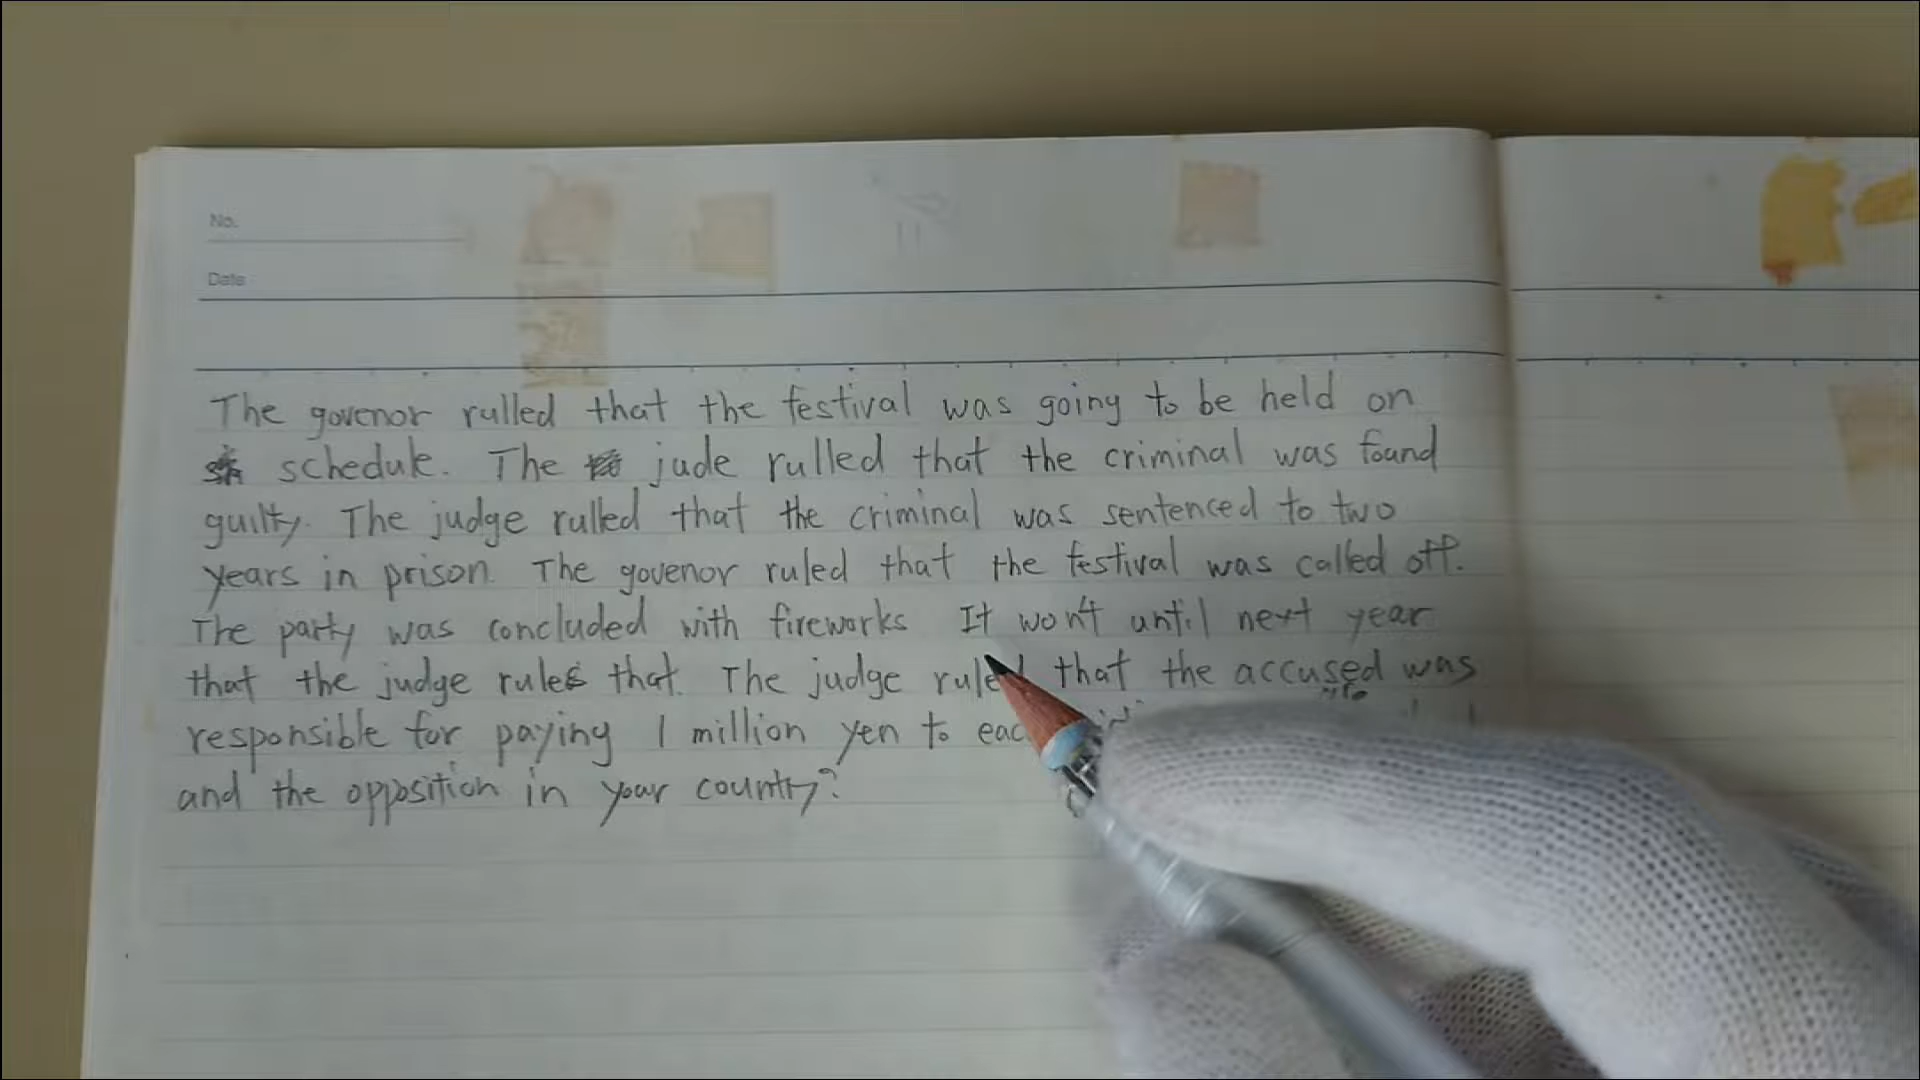 No.
Date
The govenor rulled that the festival was going to be held on
schedule. The jude rulled that the criminal was found
guilty. The judge rulled that the criminal was sentenced to two
years in prison. The govenor ruled that the festival was called off.
The party was concluded with fireworks It won't until next year
that the judge rules that. The judge ruled that the accused was
responsible for paying 1 million yen to each
and the opposition in your country?